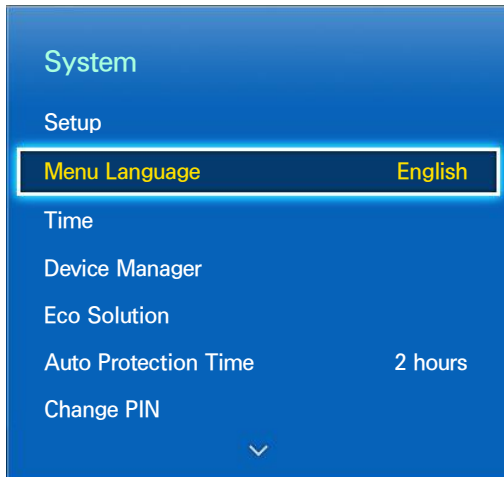 System
Setup
Menu Language English
Time
Device Manager
Eco Solution
Auto Protection Time 2 hours
Change PIN